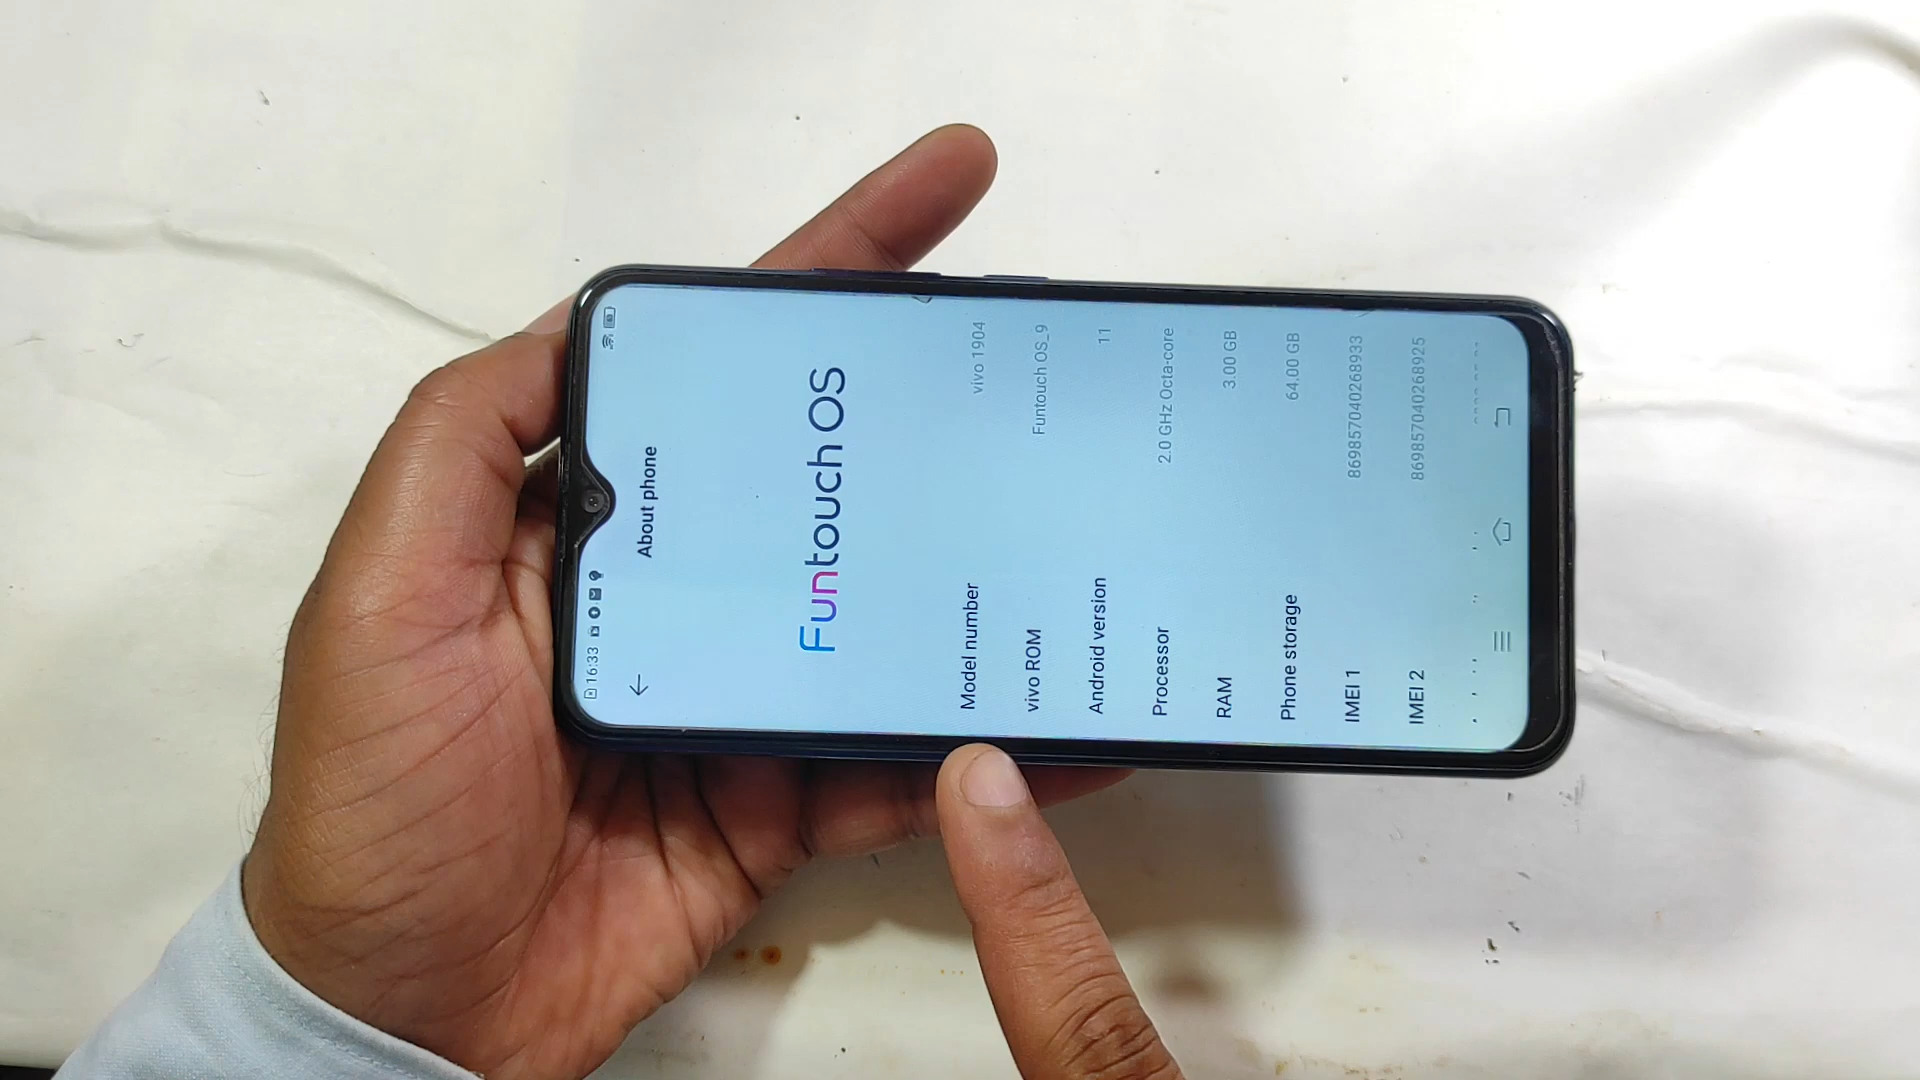 16:33
About phone
Funtouch OS
Model number vivo 1904
vivo ROM Funtouch OS_9
Android version 11
Processor 2.0 GHz Octa-core
RAM 3.00 GB
Phone storage 64.00 GB
IMEI 1 869857040268933
IMEI 2 869857040268925